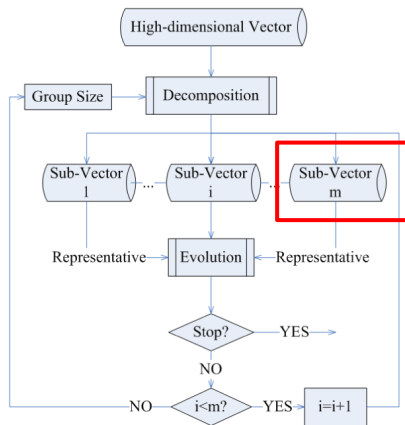 High-dimensional Vector
Group Size
Decomposition
Sub-Vector
1
...
Sub-Vector
i
...
Sub-Vector
m
Representative
Evolution
Representative
Stop?
YES
NO
NO
i<m?
YES
i=i+1